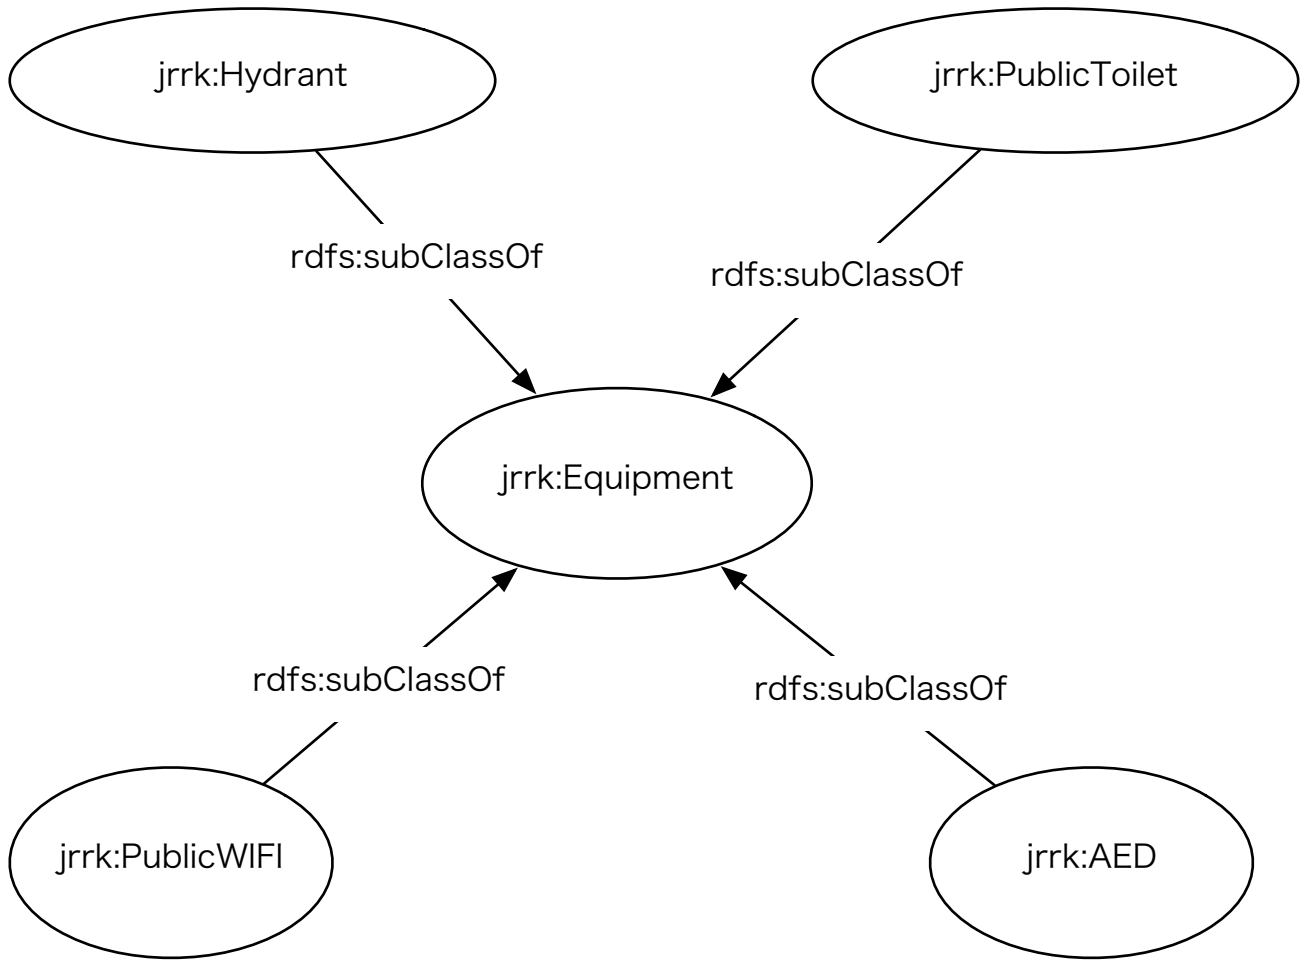 jrrk:Hydrant
jrrk:PublicToilet
rdfs:subClassOf
rdfs:subClassOf
jrrk:Equipment
rdfs:subClassOf
rdfs:subClassOf
jrrk:PublicWIFI
jrrk:AED